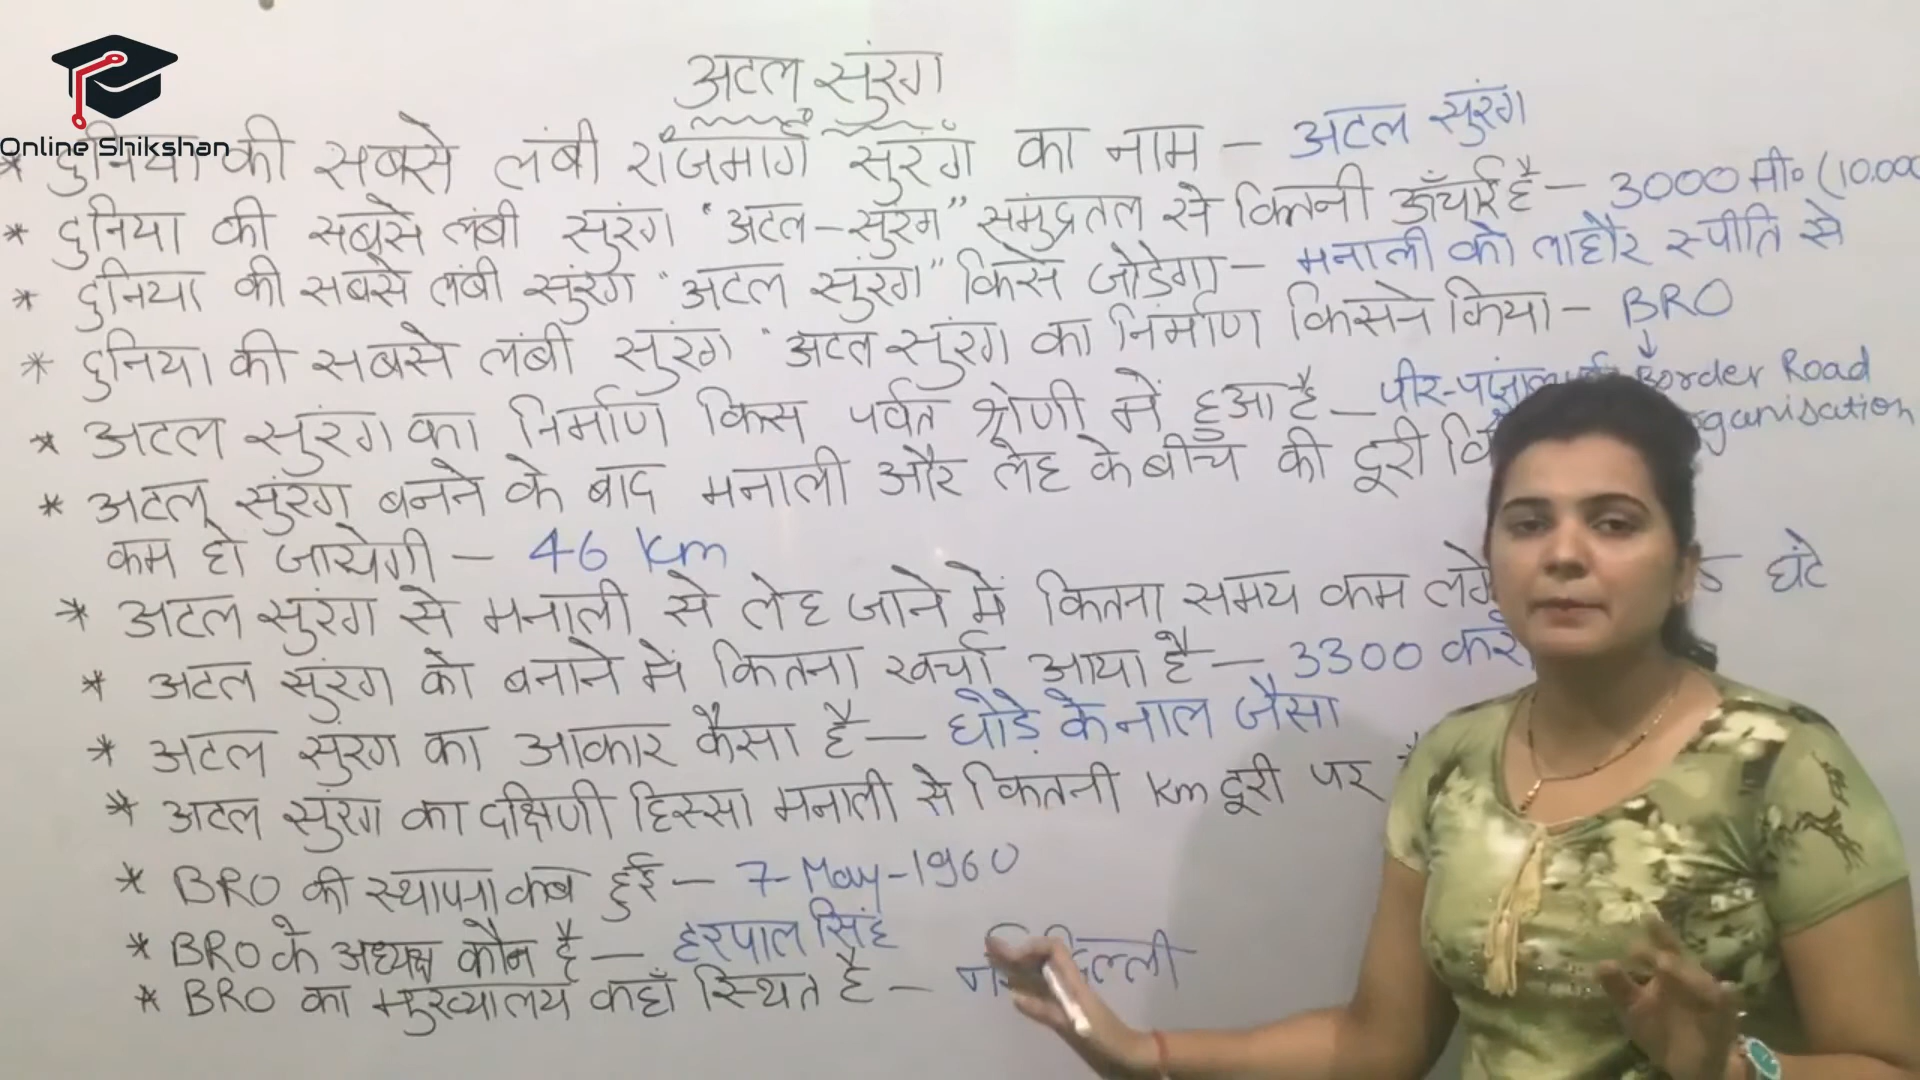 Online Shikshan
अटल सुरंग
* दुनिया की सबसे लंबी राजमार्ग सुरंग का नाम – अटल सुरंग
* दुनिया की सबसे लंबी सुरंग "अटल-सुरंग" समुद्रतल से कितनी ऊँचाई है – 3000 मी० (10.000
* दुनिया की सबसे लंबी सुरंग "अटल सुरंग" किसे जोड़ेगा – मनाली को लाहौर स्पीति से
* दुनिया की सबसे लंबी सुरंग "अटल सुरंग का निर्माण किसने किया – BRO
Border Road
Organisation
* अटल सुरंग का निर्माण किस पर्वत श्रेणी में हुआ है – पीर-पंजाल
* अटल सुरंग बनने के बाद मनाली और लेह के बीच की दूरी
कम हो जायेगी – 46 Km
* अटल सुरंग से मनाली से लेह जाने में कितना समय कम घंटे
* अटल सुरंग को बनाने में कितना खर्चा आया है – 3300
* अटल सुरंग का आकार कैसा है – घोड़े के नाल जैसा
* अटल सुरंग का दक्षिणी हिस्सा मनाली से कितनी Km दूरी पर
* BRO की स्थापना कब हुई – 7-May-1960
* BRO के अध्यक्ष कौन है – हरपाल सिंह
* BRO का मुख्यालय कहाँ स्थित है –